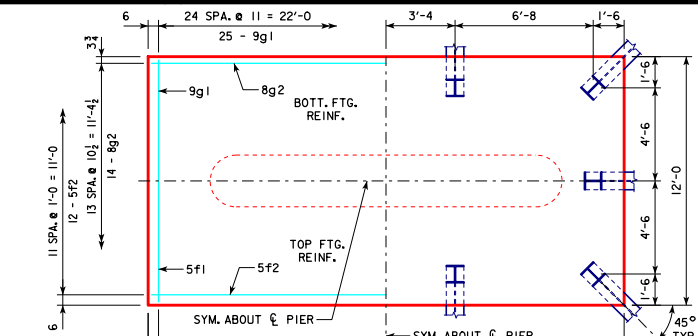 6
24 SPA.@ 11 = 22'-0
25 - 9g1
3'-4
6'-8
1'-6
3¾
9g1
8g2
BOTT. FTG.
REINF.
1'-6
4'-6
12'-0
4'-6
1'-6
11 SPA.@ 1'-0 = 11'-0
12 - 5f2
13 SPA.@ 10½ = 11'-4½
14 - 8g2
TOP FTG.
REINF.
5f1
5f2
6
SYM. ABOUT ℄ PIER
SYM. ABOUT ℄ PIER
45°